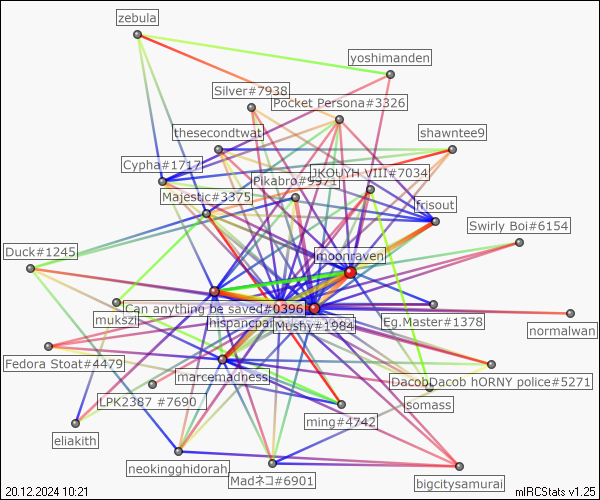 zebula
yoshimanden
Silver#7938
Pocket Persona#3326
thesecondtwat
shawntee9
Cypha#1717
JKOUYH VIII#7034
Pikabro#9971
Majestic#3375
frisout
Swirly Boi#6154
Duck#1245
moonraven
Can anything be saved#0396
mukszi
hispancpa
Mushy#1984
Eg.Master#1378
normalwan
Fedora Stoat#4479
marcemadness
DacobDacob hORNY police#5271
LPK2387 #7690
somass
ming#4742
eliakith
neokingghidorah
Madネコ#6901
bigcitysamurai
20.12.2024 10:21
mIRCStats v1.25